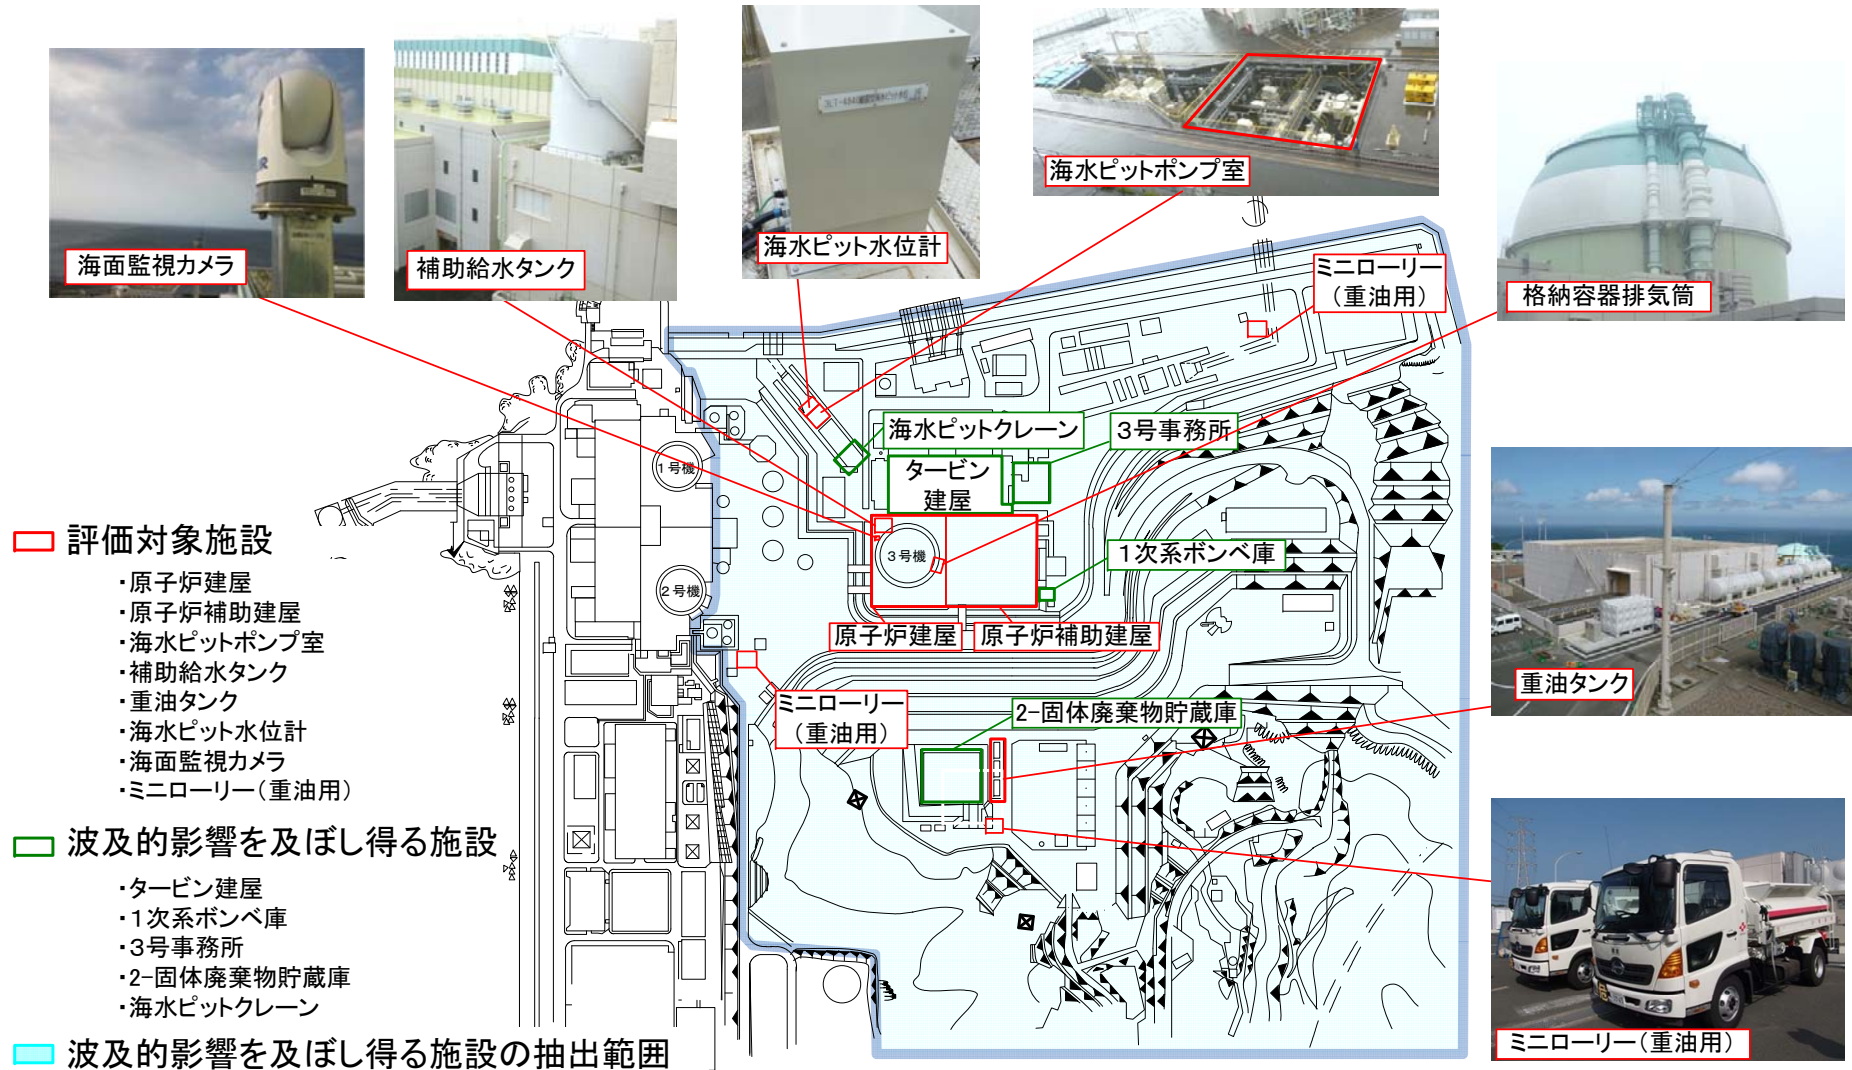 海面監視カメラ
補助給水タンク
海水ピット水位計
海水ピットポンプ室
格納容器排気筒
ミニローリー
（重油用）
海水ピットクレーン
3号事務所
タービン
建屋
1号機
3号機
2号機
1次系ボンベ庫
原子炉建屋
原子炉補助建屋
ミニローリー
（重油用）
2-固体廃棄物貯蔵庫
重油タンク
ミニローリー（重油用）
評価対象施設
・原子炉建屋
・原子炉補助建屋
・海水ピットポンプ室
・補助給水タンク
・重油タンク
・海水ピット水位計
・海面監視カメラ
・ミニローリー（重油用）
波及的影響を及ぼし得る施設
・タービン建屋
・1次系ボンベ庫
・3号事務所
・2-固体廃棄物貯蔵庫
・海水ピットクレーン
波及的影響を及ぼし得る施設の抽出範囲